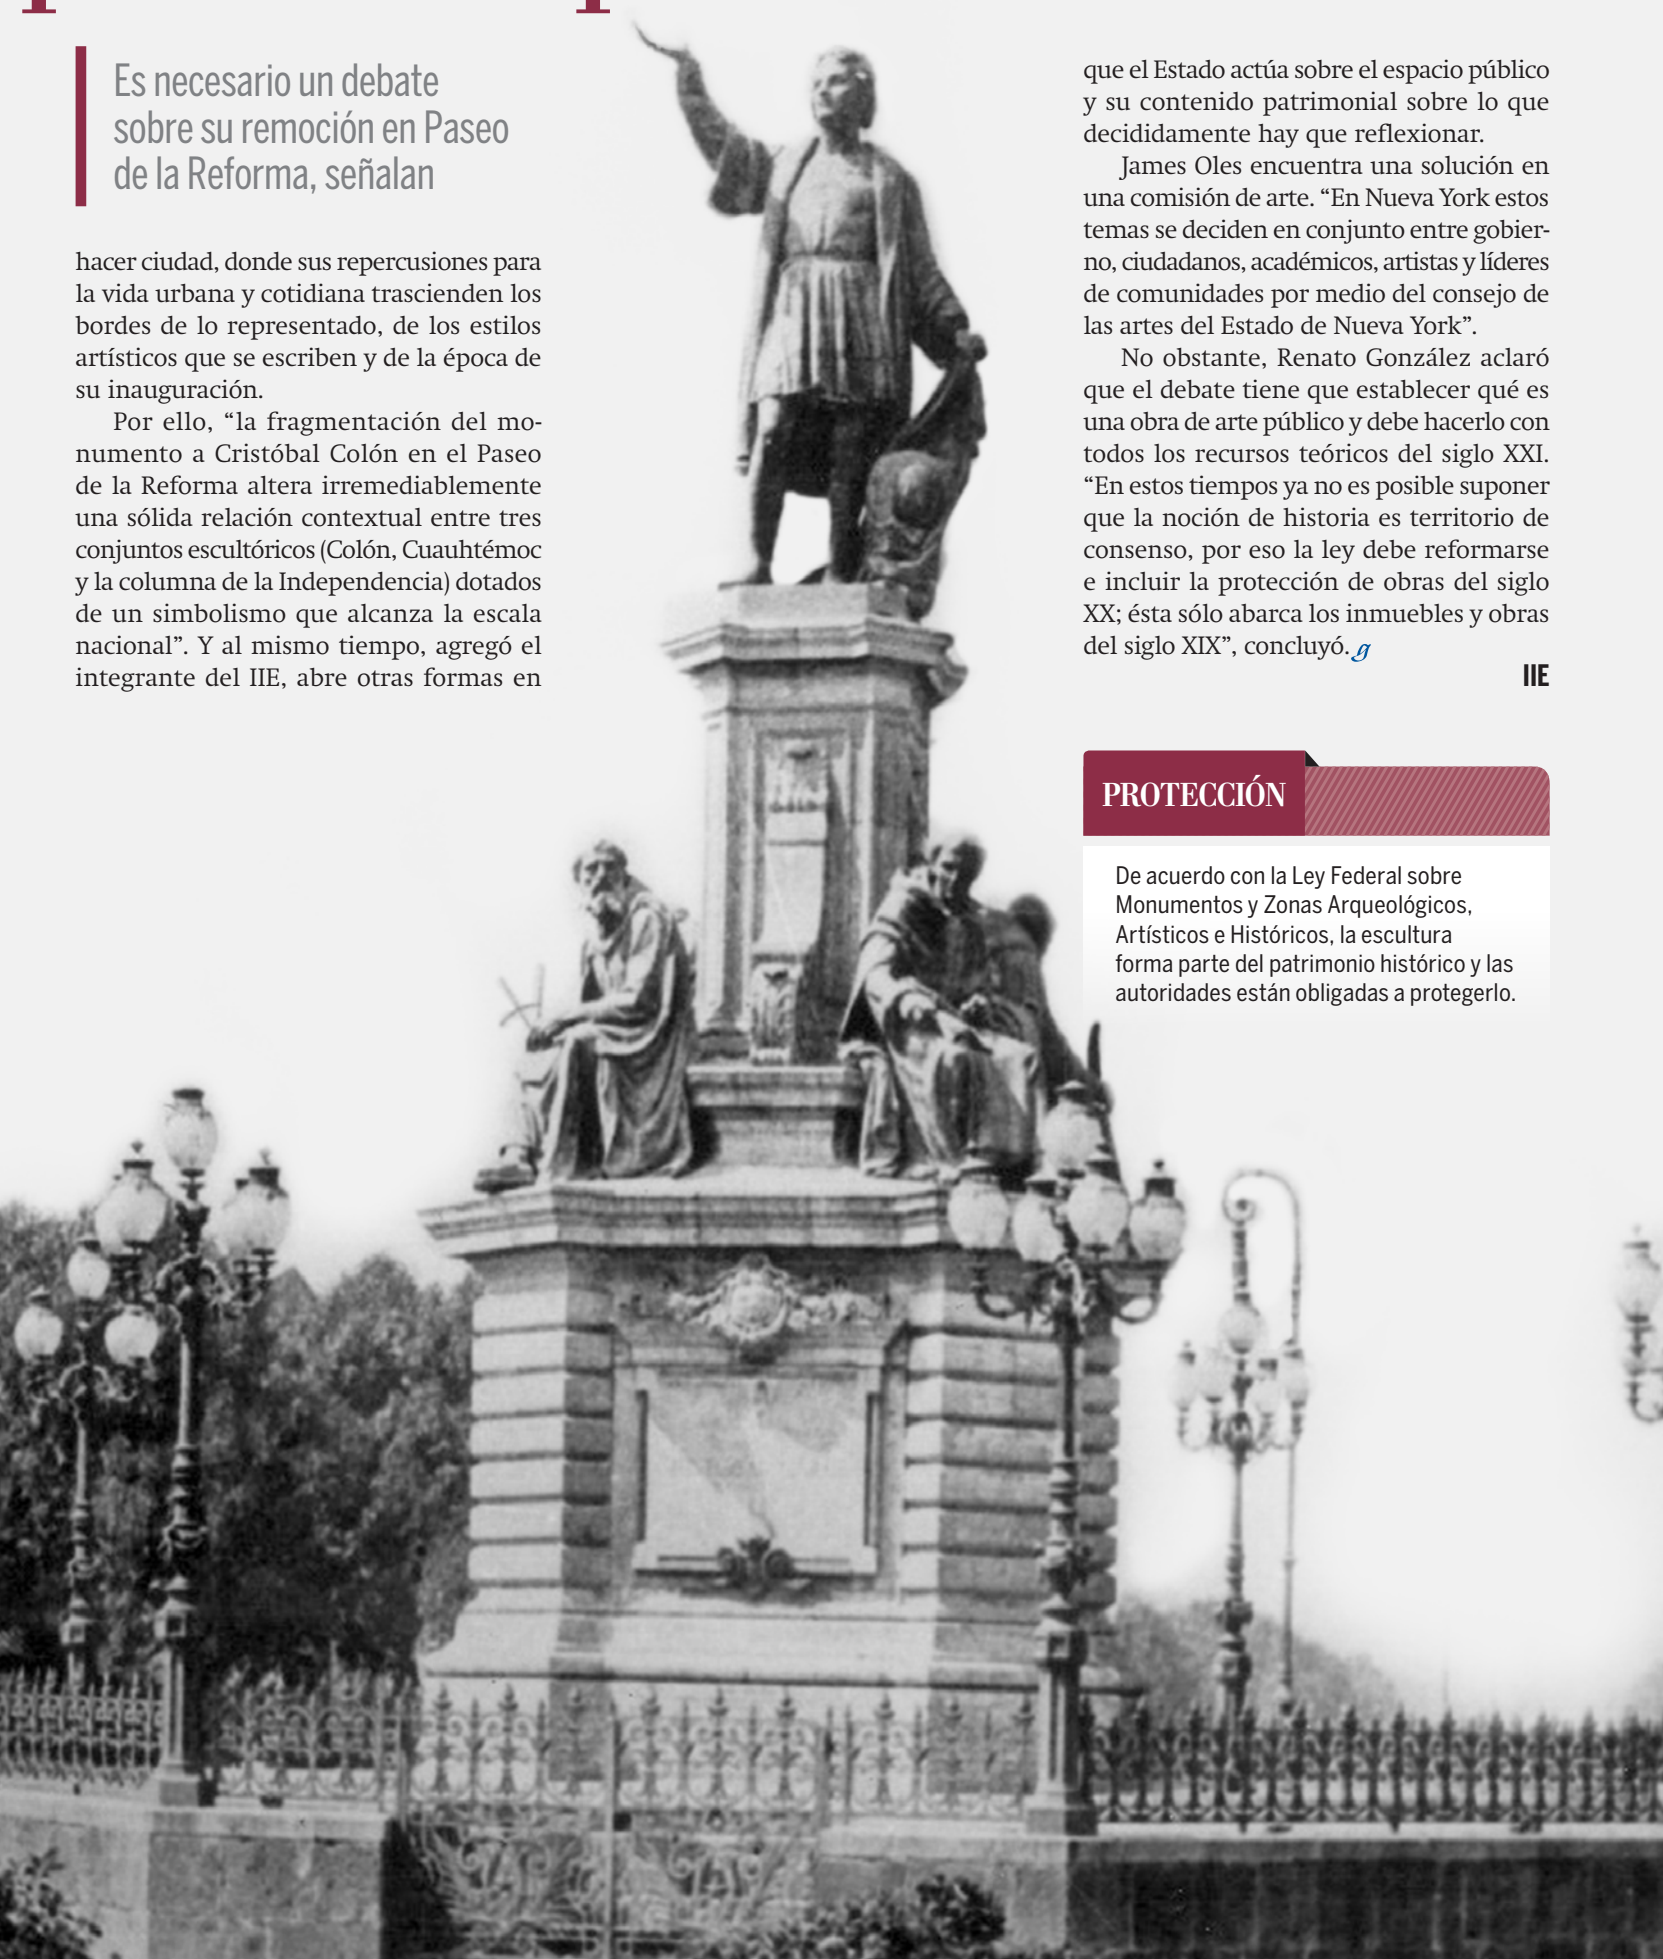 Es necesario un debate
sobre su remoción en Paseo
de la Reforma, señalan
hacer ciudad, donde sus repercusiones para
la vida urbana y cotidiana trascienden los
bordes de lo representado, de los estilos
artísticos que se escriben y de la época de
su inauguración.
Por ello, “la fragmentación del mo-
numento a Cristóbal Colón en el Paseo
de la Reforma altera irremediablemente
una sólida relación contextual entre tres
conjuntos escultóricos (Colón, Cuauhtémoc
y la columna de la Independencia) dotados
de un simbolismo que alcanza la escala
nacional”. Y al mismo tiempo, agregó el
integrante del IIE, abre otras formas en
que el Estado actúa sobre el espacio público
y su contenido patrimonial sobre lo que
decididamente hay que reflexionar.
James Oles encuentra una solución en
una comisión de arte. “En Nueva York estos
temas se deciden en conjunto entre gobier-
no, ciudadanos, académicos, artistas y líderes
de comunidades por medio del consejo de
las artes del Estado de Nueva York”.
No obstante, Renato González aclaró
que el debate tiene que establecer qué es
una obra de arte público y debe hacerlo con
todos los recursos teóricos del siglo XXI.
“En estos tiempos ya no es posible suponer
que la noción de historia es territorio de
consenso, por eso la ley debe reformarse
e incluir la protección de obras del siglo
XX; ésta sólo abarca los inmuebles y obras
del siglo XIX”, concluyó. g
IIE
PROTECCIÓN
De acuerdo con la Ley Federal sobre
Monumentos y Zonas Arqueológicos,
Artísticos e Históricos, la escultura
forma parte del patrimonio histórico y las
autoridades están obligadas a protegerlo.